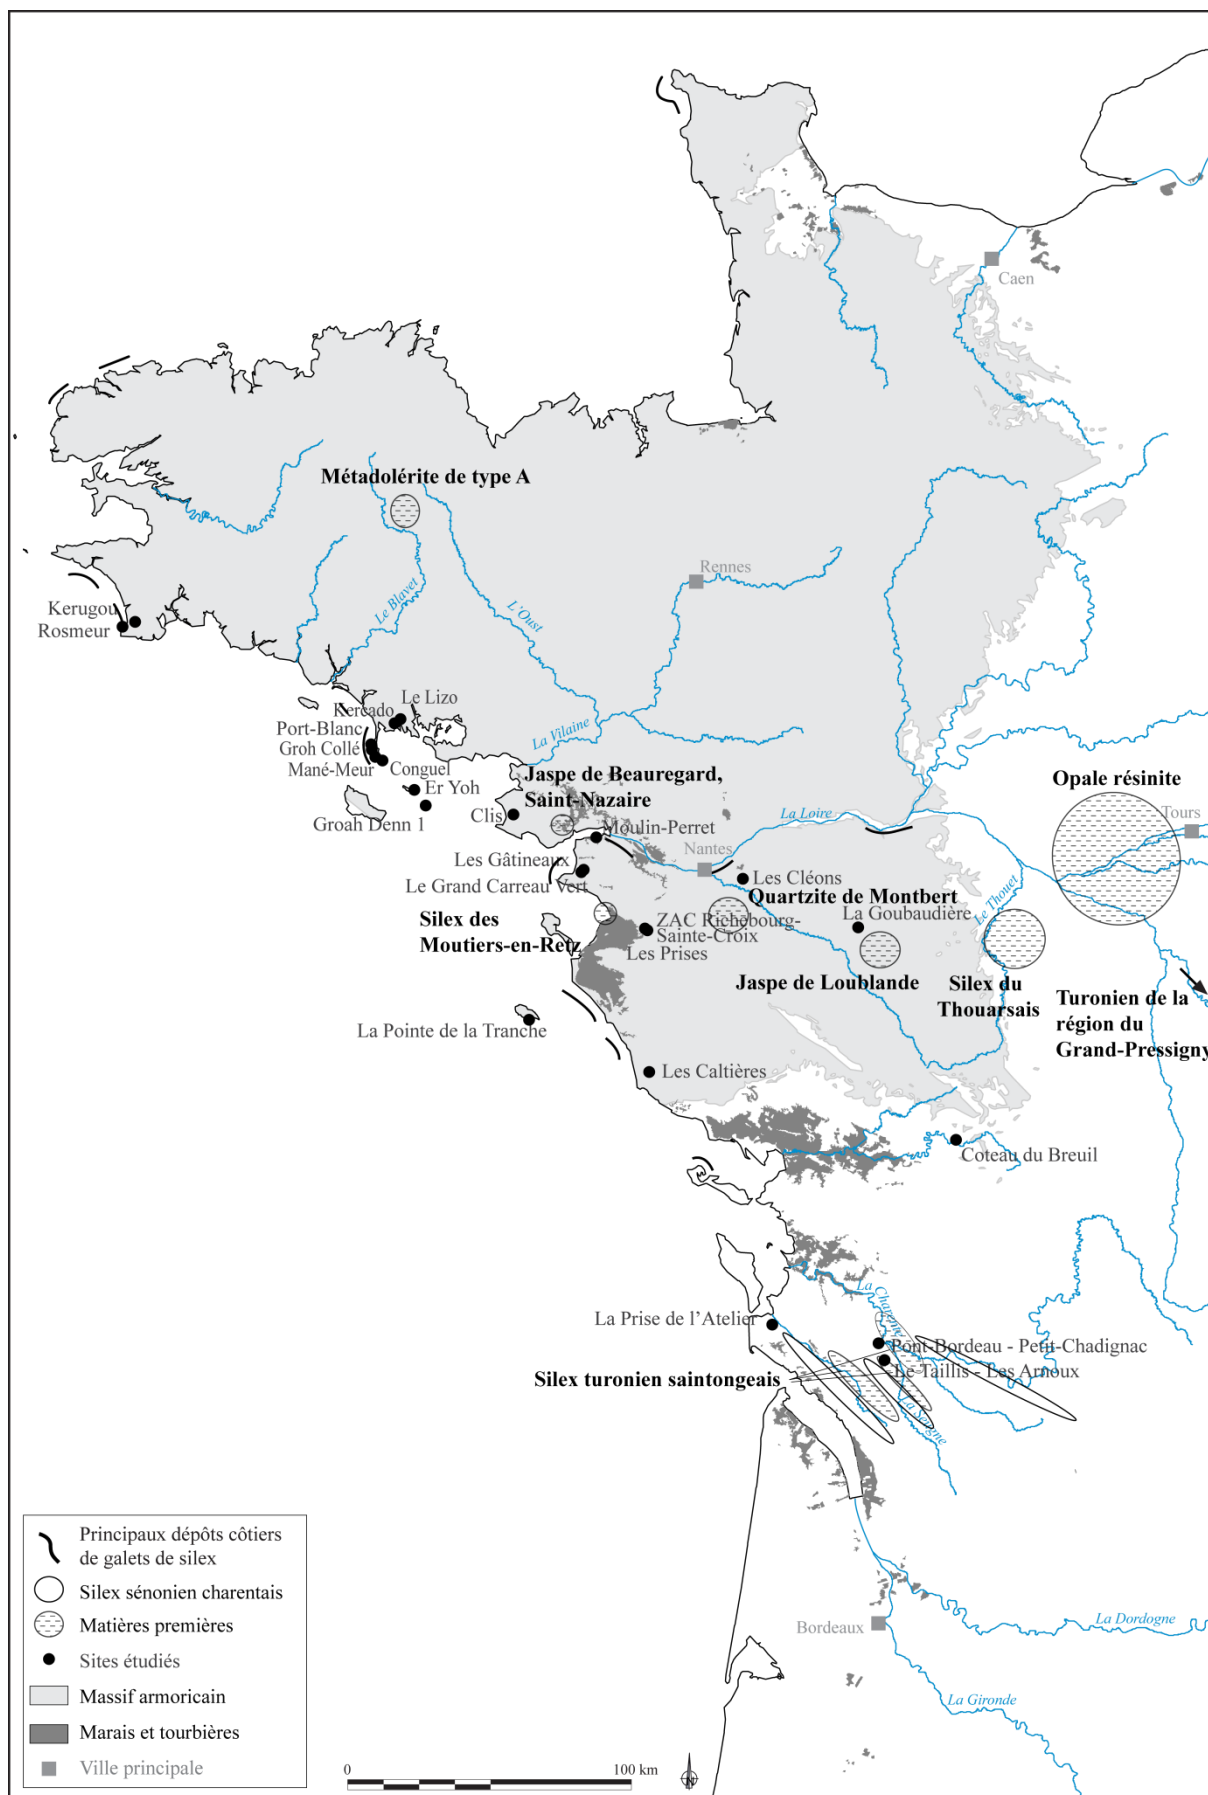 Caen
Métadolérite de type A
Rennes
Le Blavet
L'Oust
Kerugou
Rosmeur
Le Lizo
Kercado
Port-Blanc
Groh Collé
Mané-Meur
Conguel
Er Yoh
Groah Denn 1
La Vilaine
Jaspe de Beauregard,
Saint-Nazaire
Clis
Moulin-Perret
La Loire
Opale résinite
Tours
Nantes
Les Gâtineaux
Le Grand Carreau Vert
Les Cléons
Quartzite de Montbert
La Goubaudière
Le Thouet
Silex des
Moutiers-en-Retz
ZAC Richebourg-
Sainte-Croix
Les Prises
Jaspe de Loublande
Silex du
Thouarsais
Turonien de la
région du
Grand-Pressigny
La Pointe de la Tranche
Les Caltières
Coteau du Breuil
La Charente
La Prise de l'Atelier
Pont-Bordeau - Petit-Chadignac
Le Taillis - Les Arnoux
Silex turonien saintongeais
La Seugne
Bordeaux
La Dordogne
La Gironde
Principaux dépôts côtiers
de galets de silex
Silex sénonien charentais
Matières premières
Sites étudiés
Massif armoricain
Marais et tourbières
Ville principale
0
100 km
N